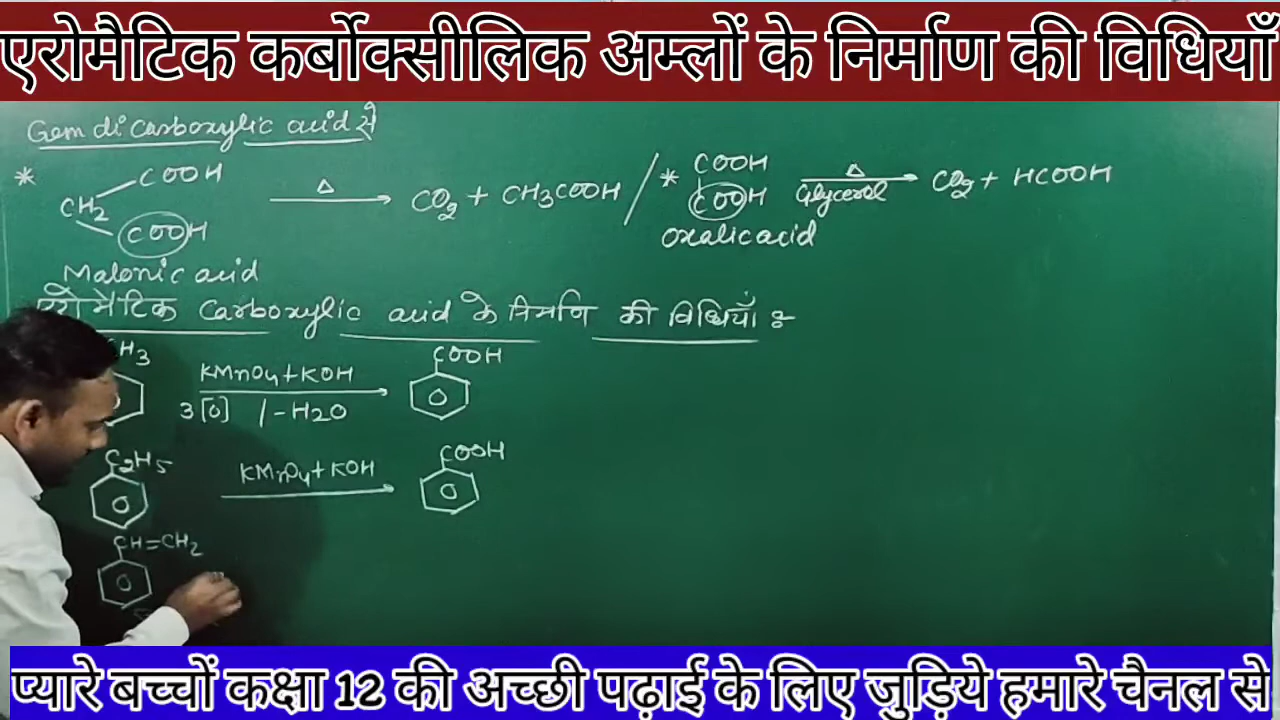 एरोमैटिक कर्बोक्सीलिक अम्लों के निर्माण की विधियाँ
Gem di carboxylic acid से
* CH2 COOH COOH Δ CO2 + CH3COOH / * COOH COOH Δ Glycerol CO2 + HCOOH
Malonic acid
Oxalic acid
एरोमैटिक Carboxylic acid के निर्माण की विधियाँ :-
H3 KMnO4+KOH 3[O] /-H2O COOH
C2H5 KMnO4+KOH COOH
CH=CH2
प्यारे बच्चों कक्षा 12 की अच्छी पढ़ाई के लिए जुड़िये हमारे चैनल से